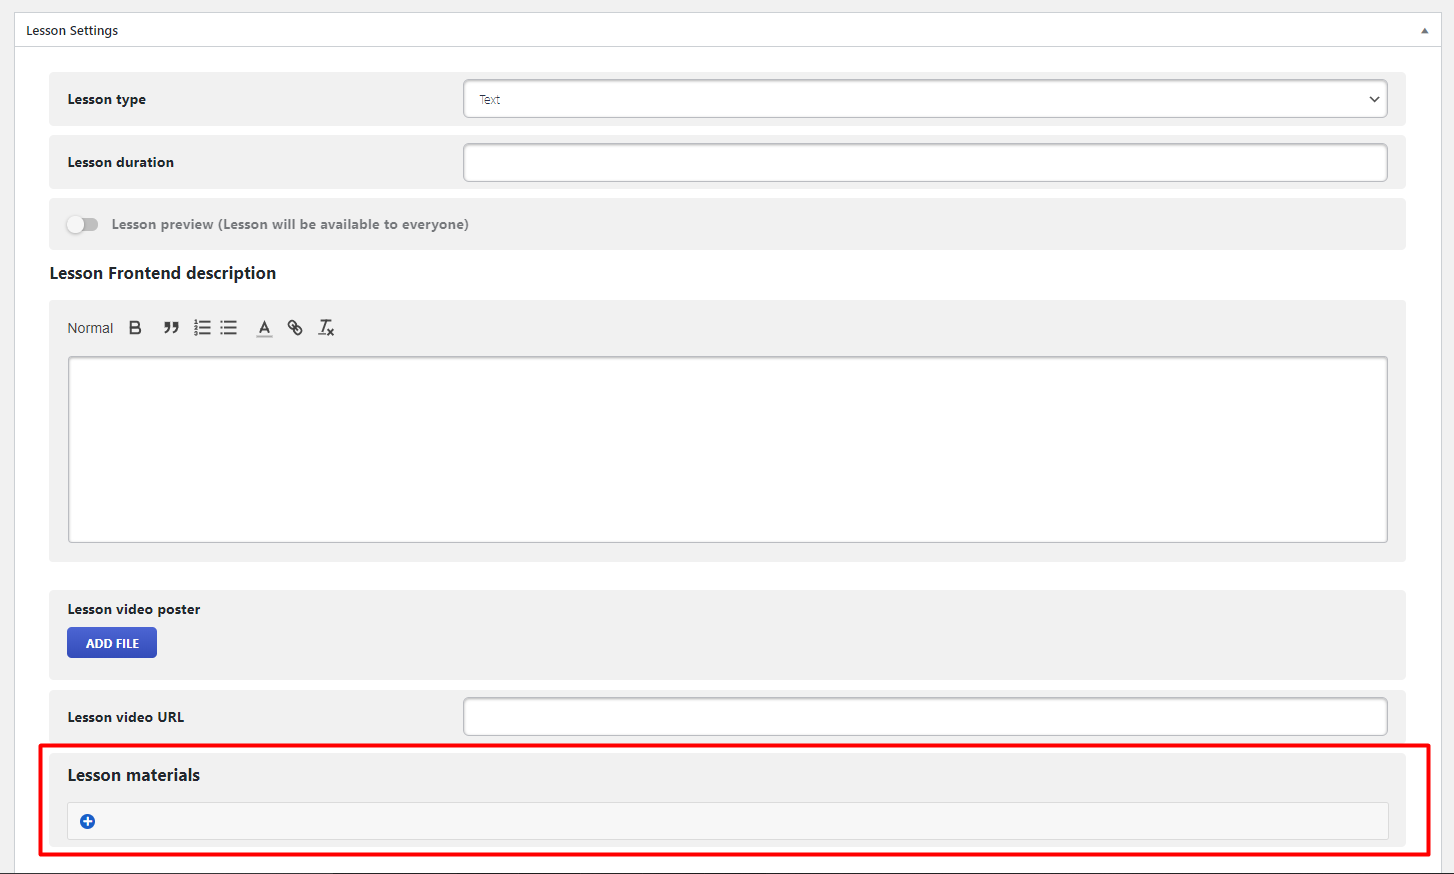 Lesson Settings
Lesson type
Text
Lesson duration
Lesson preview (Lesson will be available to everyone)
Lesson Frontend description
Normal
Lesson video poster
ADD FILE
Lesson video URL
Lesson materials